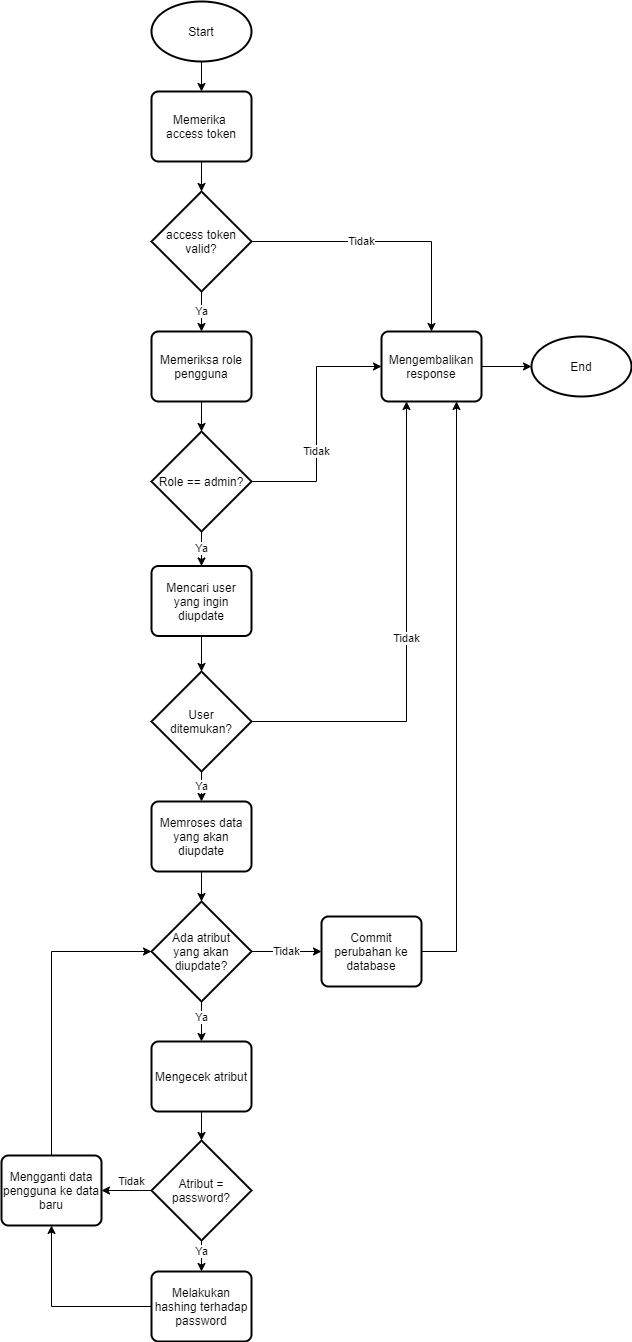 Start
Memerika
access token
access token
valid?
Tidak
Ya
Memeriksa role
pengguna
Mengembalikan
response
End
Tidak
Role == admin?
Ya
Mencari user
yang ingin
diupdate
Tidak
User
ditemukan?
Ya
Memroses data
yang akan
diupdate
Ada atribut
yang akan
diupdate?
Tidak
Commit
perubahan ke
database
Ya
Mengecek atribut
Mengganti data
pengguna ke data
baru
Tidak
Atribut =
password?
Ya
Melakukan
hashing terhadap
password